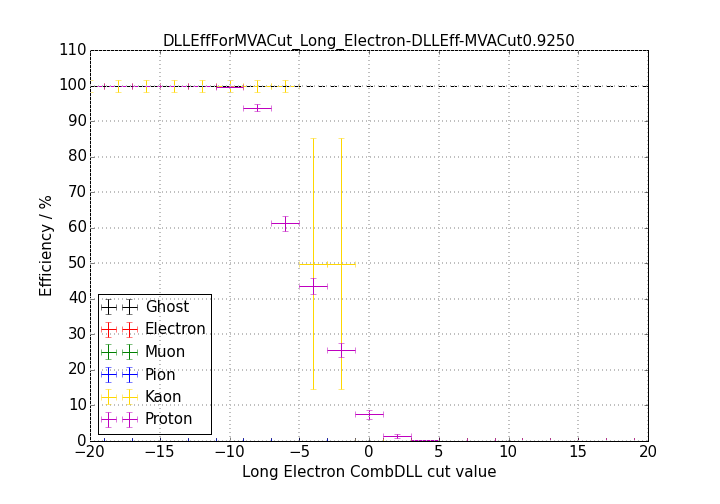 DLLEffForMVACut_Long_Electron-DLLEff-MVACut0.9250
110
100
90
80
70
60
50
40
30
20
10
0
Efficiency / %
Ghost
Electron
Muon
Pion
Kaon
Proton
−20 −15 −10 −5 0 5 10 15 20
Long Electron CombDLL cut value